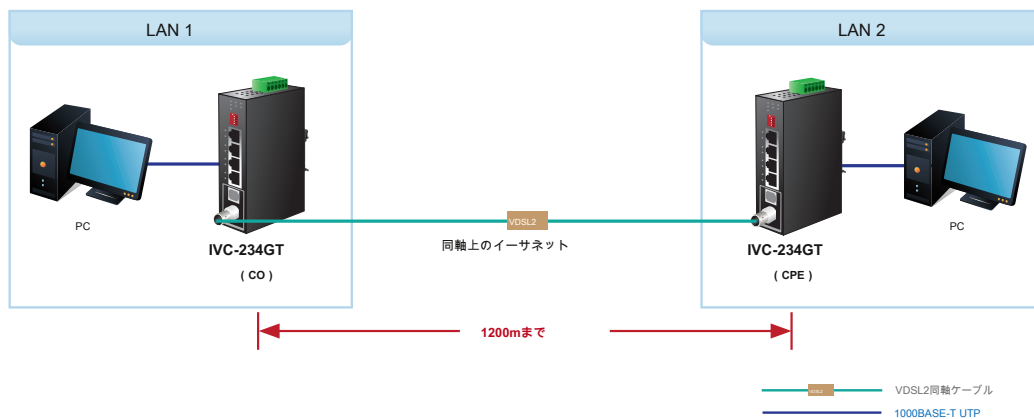 LAN 1
LAN 2
PC
IVC-234GT
( CO )
VDSL2
同軸上のイーサネット
IVC-234GT
( CPE )
PC
1200mまで
VDSL2
VDSL2同軸ケーブル
1000BASE-T UTP